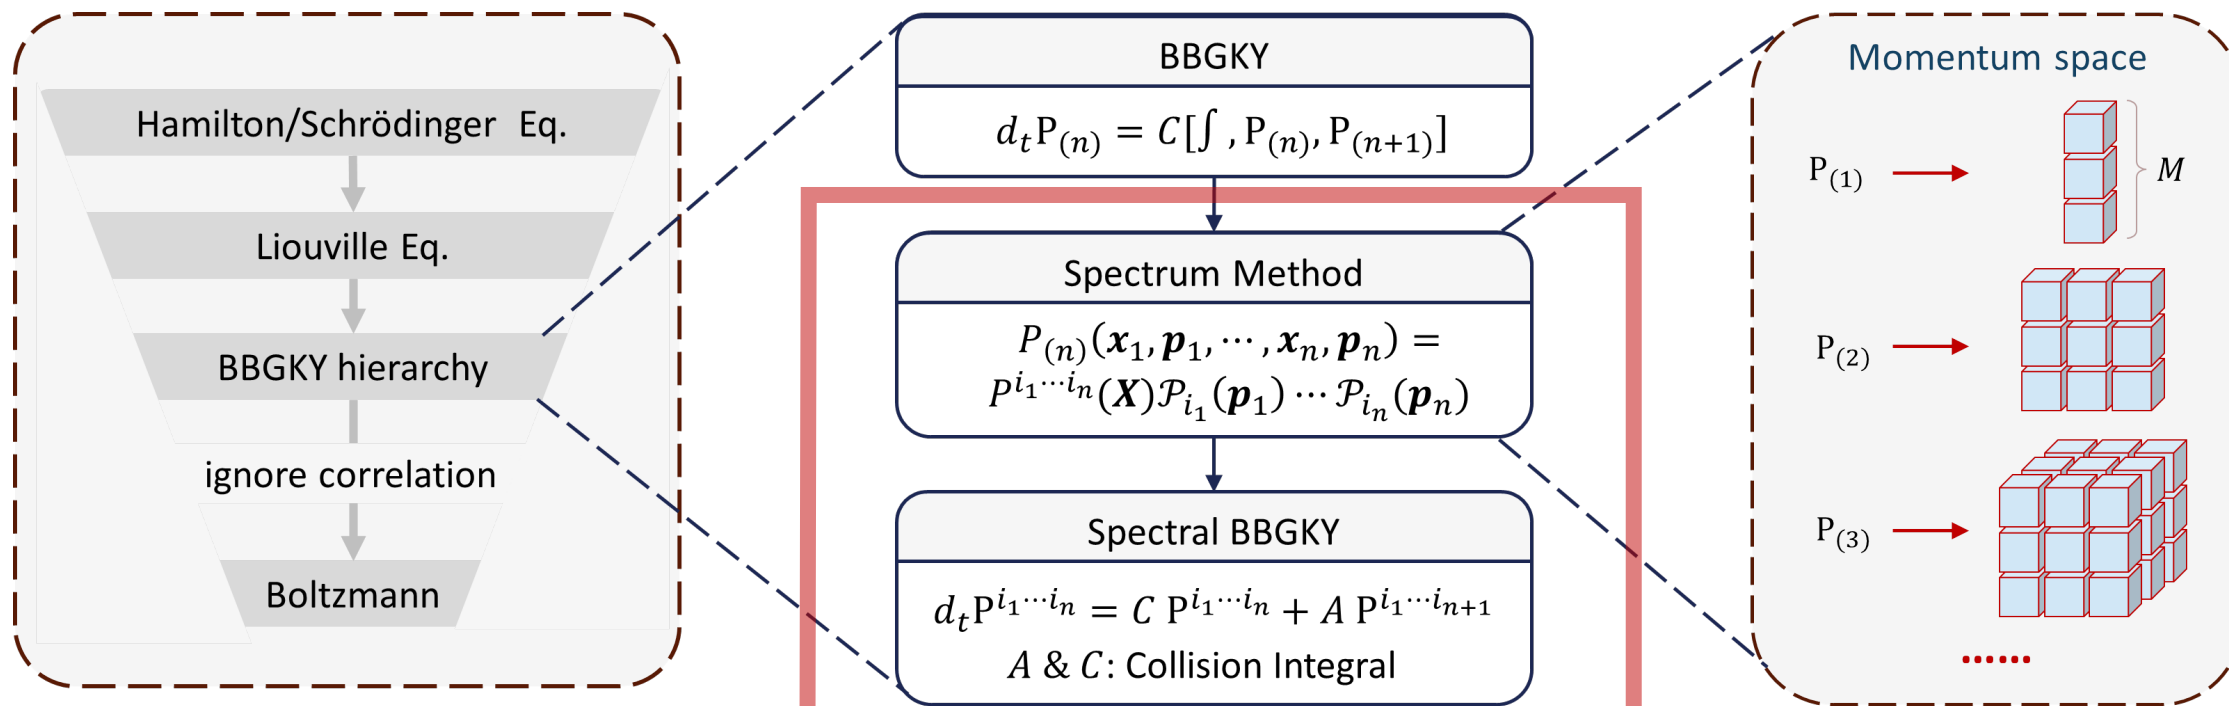 Hamilton/Schrödinger Eq.
Liouville Eq.
BBGKY hierarchy
ignore correlation
Boltzmann
BBGKY
d_t P_(n) = C[∫ , P_(n), P_(n+1)]
Spectrum Method
P_(n)(x_1, p_1, ⋯, x_n, p_n) =
P^{i_1⋯i_n}(X)𝒫_{i_1}(p_1) ⋯ 𝒫_{i_n}(p_n)
Spectral BBGKY
d_t P^{i_1⋯i_n} = C P^{i_1⋯i_n} + A P^{i_1⋯i_{n+1}}
A & C: Collision Integral
Momentum space
P_(1)
M
P_(2)
P_(3)
......